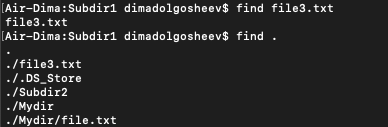 [Air-Dima:Subdir1 dimadolgosheev$ find file3.txt
file3.txt
[Air-Dima:Subdir1 dimadolgosheev$ find .
.
./file3.txt
./.DS_Store
./Subdir2
./Mydir
./Mydir/file.txt